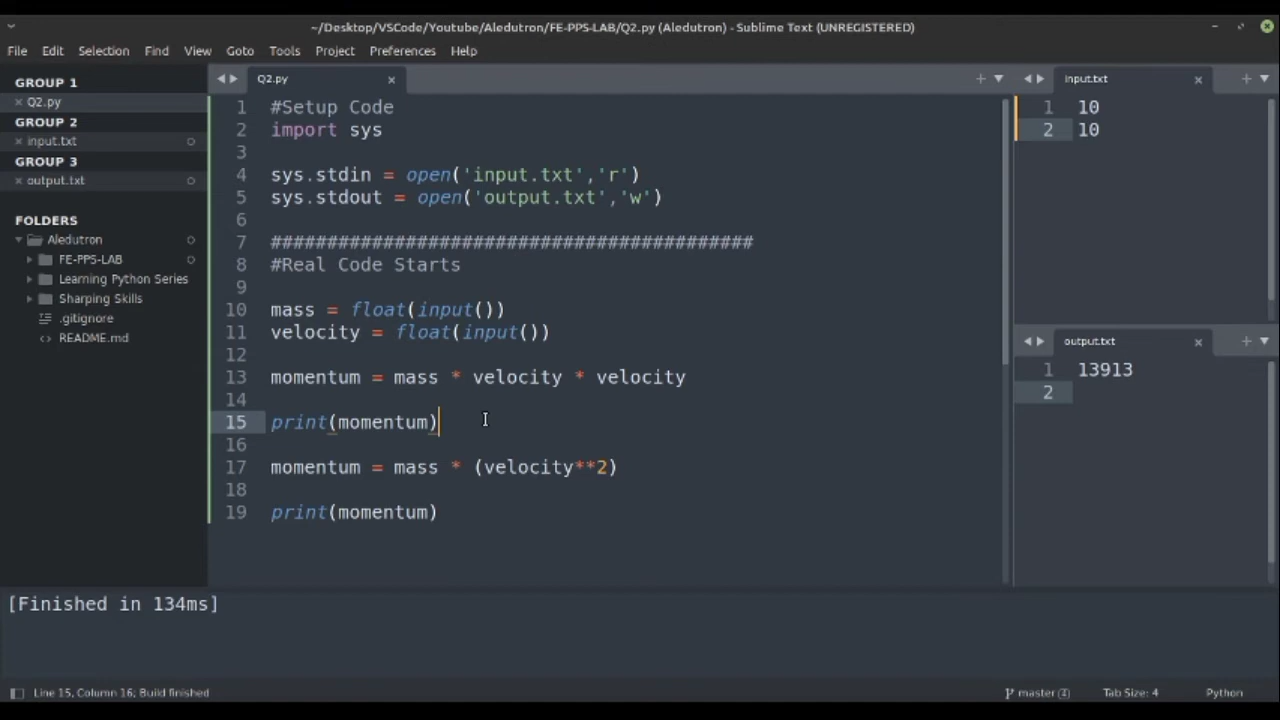 ~/Desktop/VSCode/Youtube/Aledutron/FE-PPS-LAB/Q2.py (Aledutron) - Sublime Text (UNREGISTERED)
File Edit Selection Find View Goto Tools Project Preferences Help
GROUP 1
Q2.py
GROUP 2
input.txt
GROUP 3
output.txt
FOLDERS
Aledutron
FE-PPS-LAB
Learning Python Series
Sharping Skills
.gitignore
README.md
Q2.py
1 #Setup Code
2 import sys
3
4 sys.stdin = open('input.txt','r')
5 sys.stdout = open('output.txt','w')
6
7 ###########################################
8 #Real Code Starts
9
10 mass = float(input())
11 velocity = float(input())
12
13 momentum = mass * velocity * velocity
14
15 print(momentum)
16
17 momentum = mass * (velocity**2)
18
19 print(momentum)
input.txt
1 10
2 10
output.txt
1 13913
2
[Finished in 134ms]
Line 15, Column 16; Build finished
master (2)
Tab Size: 4
Python